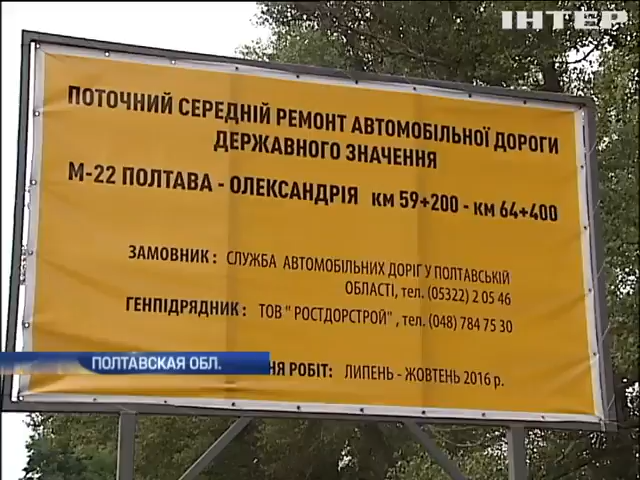 ІНТЕР
ПОТОЧНИЙ СЕРЕДНІЙ РЕМОНТ АВТОМОБІЛЬНОЇ ДОРОГИ
ДЕРЖАВНОГО ЗНАЧЕННЯ
М-22 ПОЛТАВА - ОЛЕКСАНДРІЯ км 59+200 - км 64+400
ЗАМОВНИК : СЛУЖБА АВТОМОБІЛЬНИХ ДОРІГ У ПОЛТАВСЬКІЙ
ОБЛАСТІ, тел. (05322) 2 05 46
ГЕНПІДРЯДНИК : ТОВ " РОСТДОРСТРОЙ" , тел. (048) 784 75 30
ПОЛТАВСКАЯ ОБЛ.
РОБІТ: ЛИПЕНЬ - ЖОВТЕНЬ 2016 р.